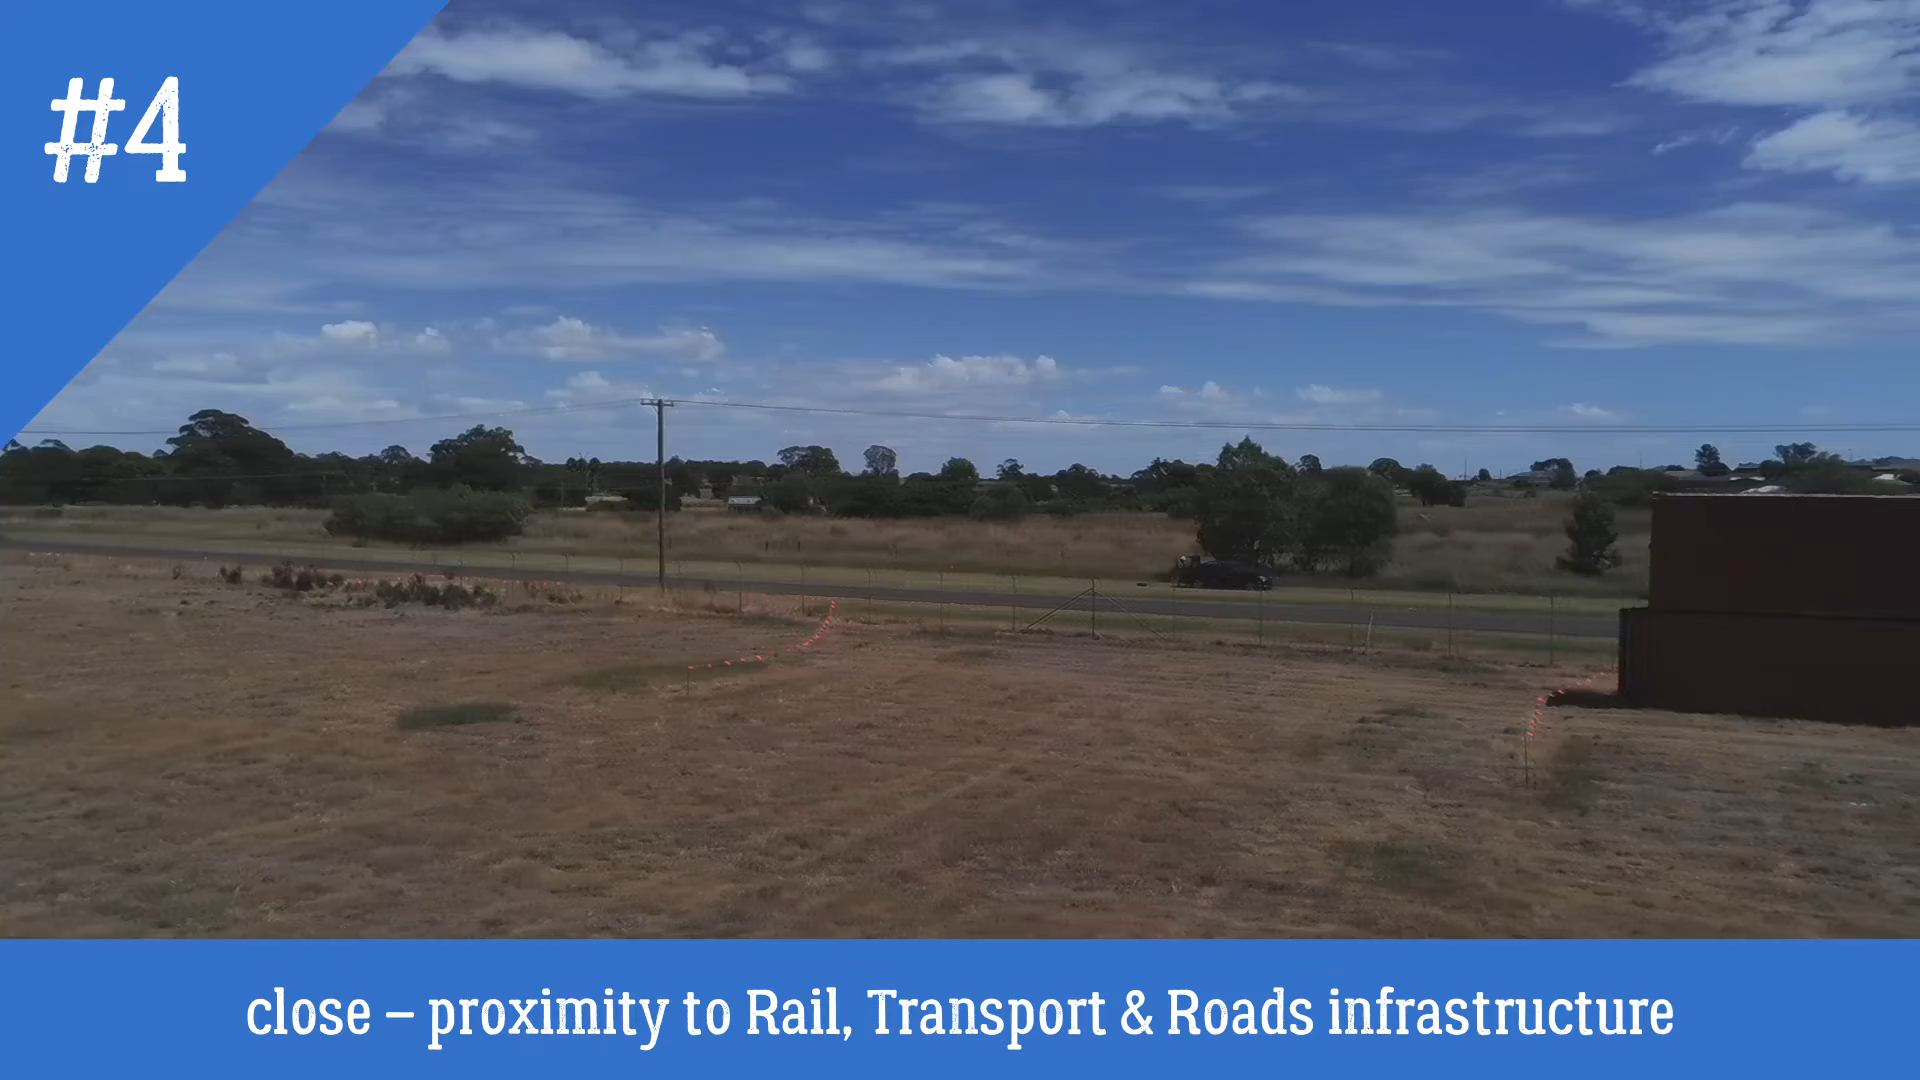 #4
close – proximity to Rail, Transport & Roads infrastructure